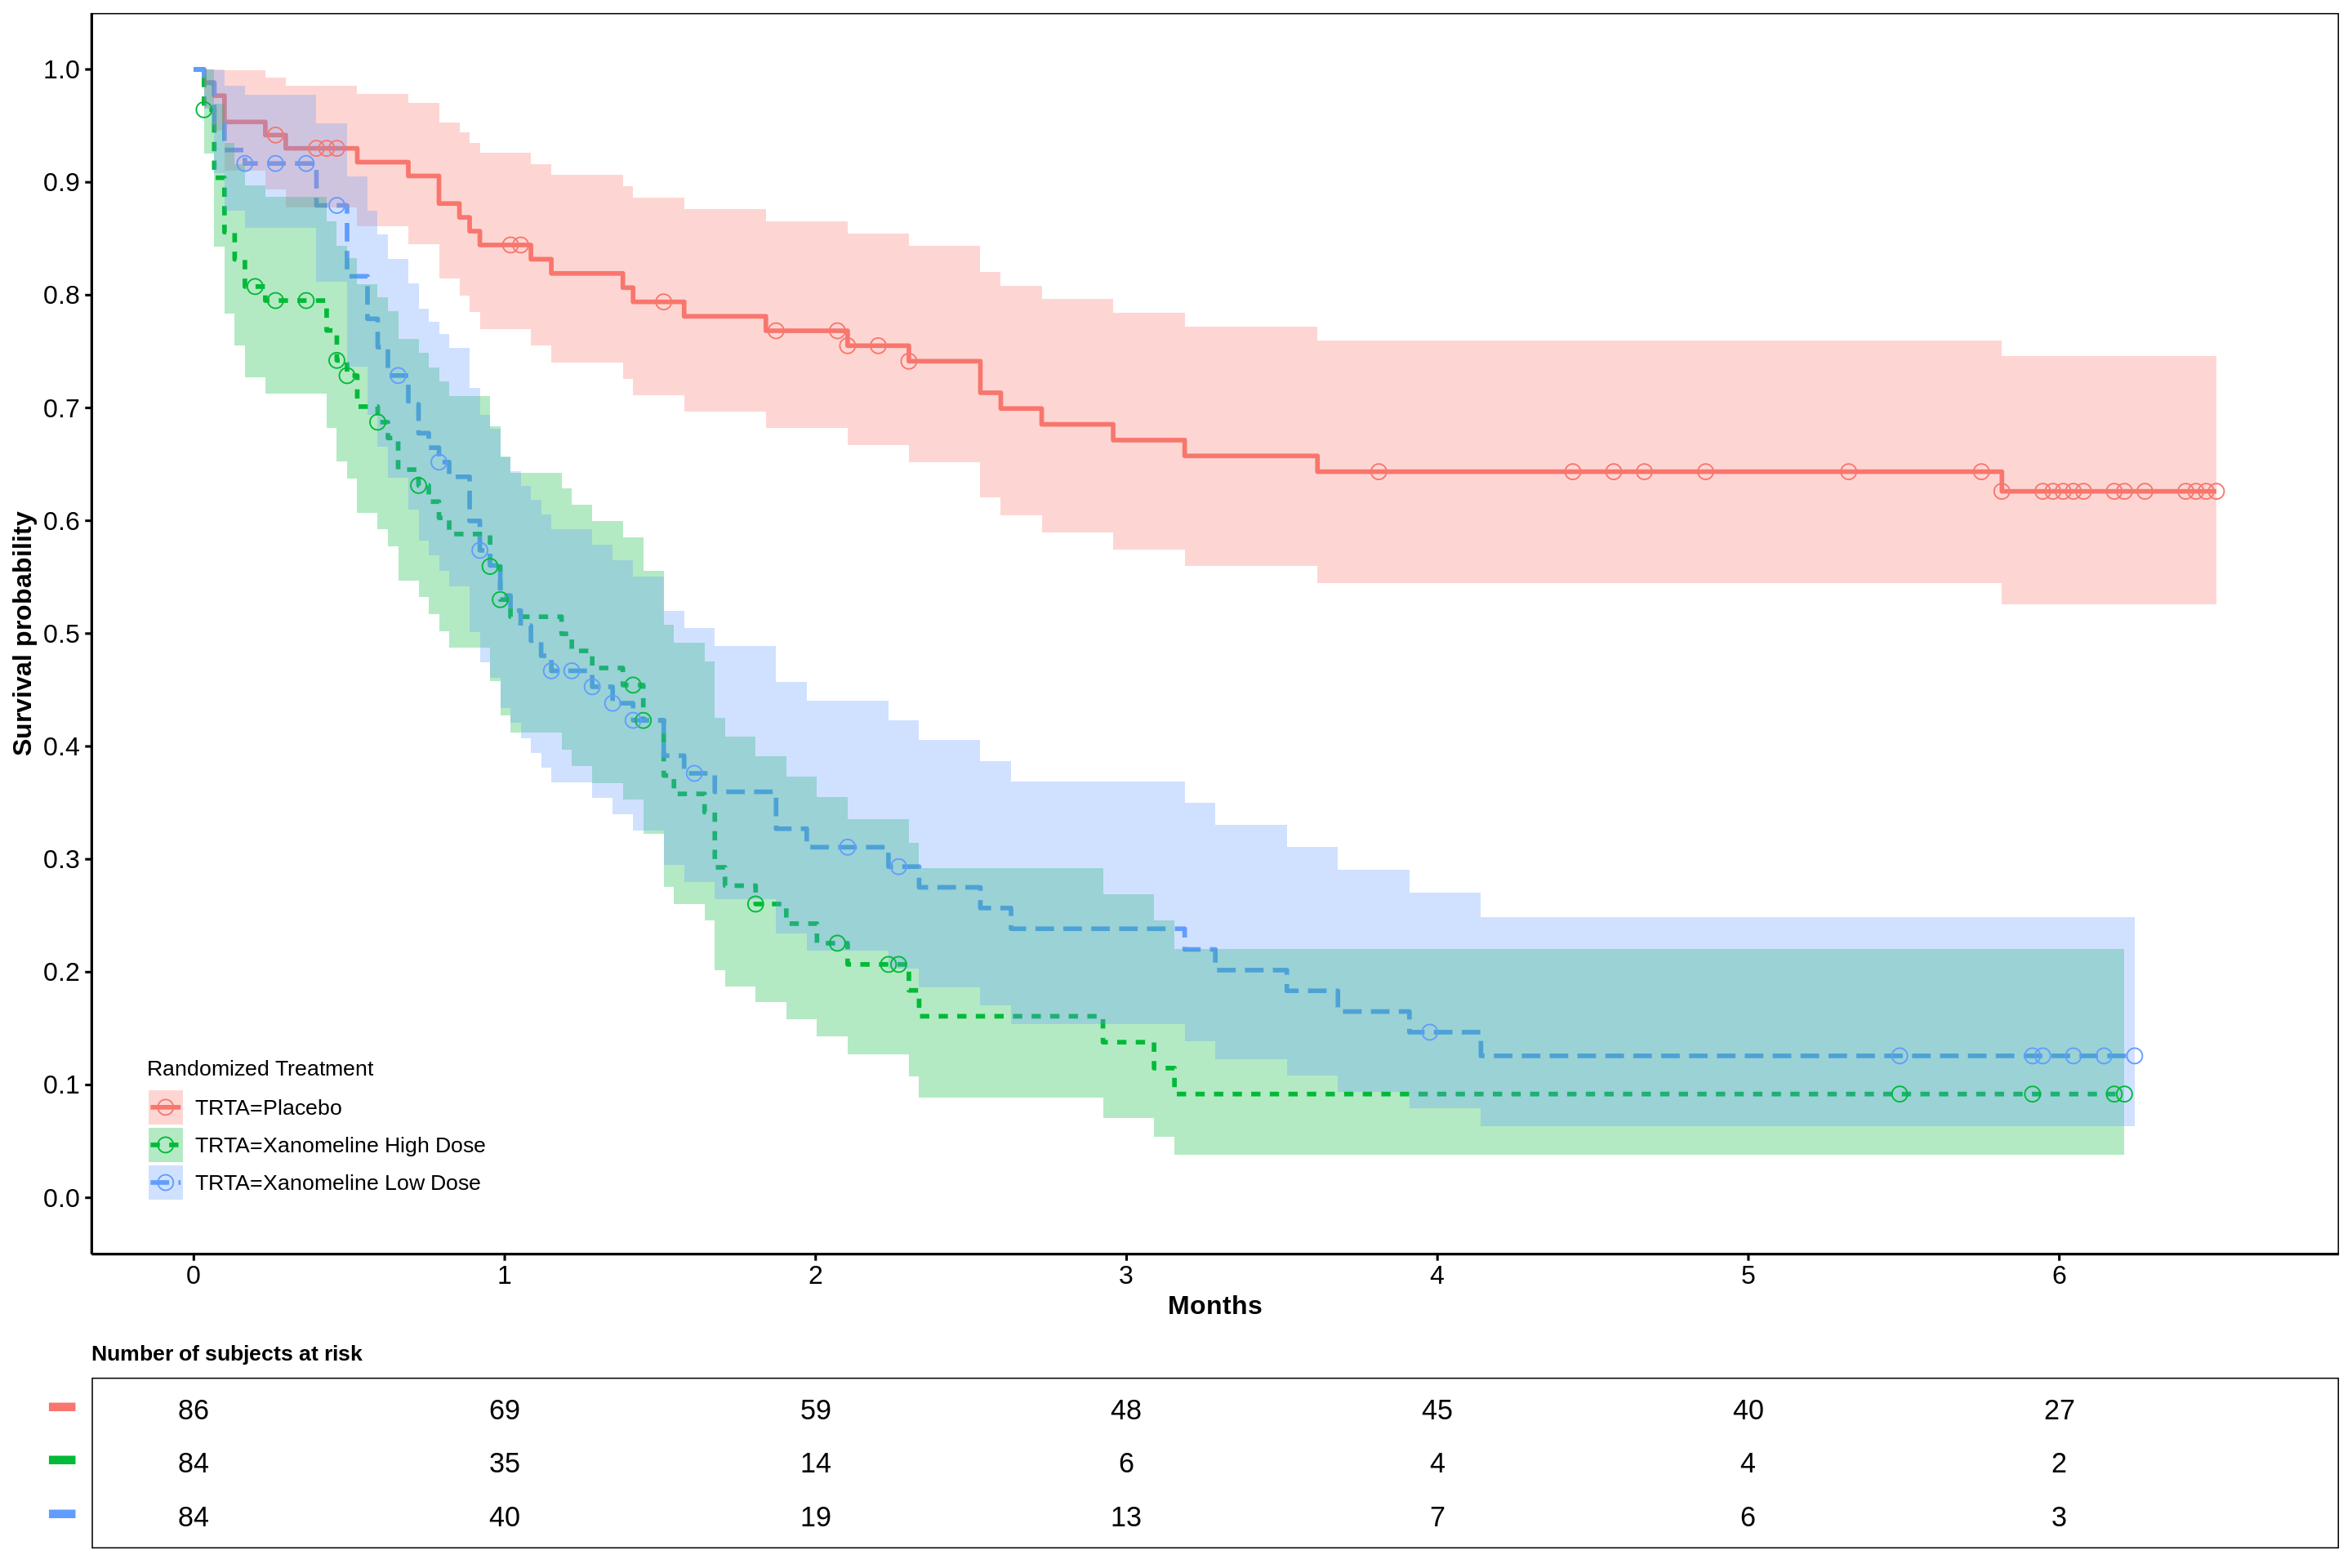 1.0
0.9
0.8
0.7
0.6
0.5
0.4
0.3
0.2
0.1
0.0
Survival probability
Randomized Treatment
TRTA=Placebo
TRTA=Xanomeline High Dose
TRTA=Xanomeline Low Dose
0 1 2 3 4 5 6
Months
Number of subjects at risk
86 69 59 48 45 40 27
84 35 14 6 4 4 2
84 40 19 13 7 6 3